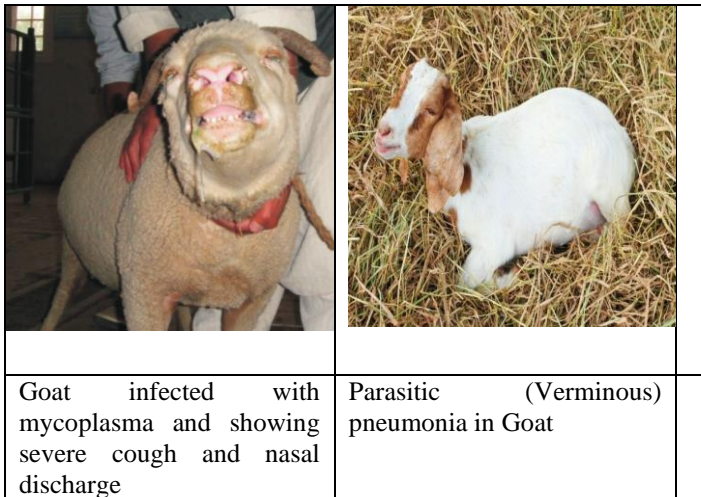 Goat infected with
mycoplasma and showing
severe cough and nasal
discharge
Parasitic (Verminous)
pneumonia in Goat